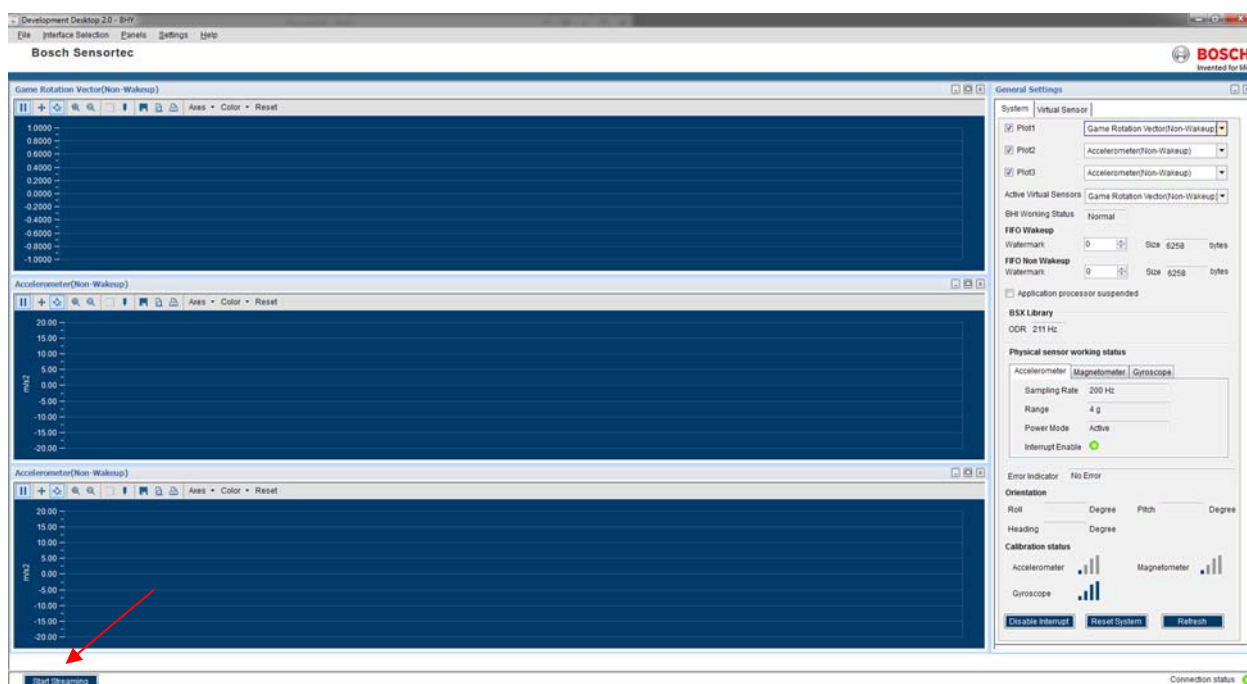 Development Desktop 2.0 - BHY
File Interface Selection Panels Settings Help
Bosch Sensortec
BOSCH
Invented for life
Game Rotation Vector(Non-Wakeup)
Axes Color Reset
1.0000
0.8000
0.6000
0.4000
0.2000
0.0000
-0.2000
-0.4000
-0.6000
-0.8000
-1.0000
Accelerometer(Non-Wakeup)
Axes Color Reset
20.00
15.00
10.00
5.00
0.00
-5.00
-10.00
-15.00
-20.00
m/s2
Accelerometer(Non-Wakeup)
Axes Color Reset
20.00
15.00
10.00
5.00
0.00
-5.00
-10.00
-15.00
-20.00
m/s2
General Settings
System Virtual Sensor
Plot1 Game Rotation Vector(Non-Wakeup)
Plot2 Accelerometer(Non-Wakeup)
Plot3 Accelerometer(Non-Wakeup)
Active Virtual Sensors Game Rotation Vector(Non-Wakeup)
BHI Working Status Normal
FIFO Wakeup
Watermark 0 Size 6258 bytes
FIFO Non Wakeup
Watermark 0 Size 6258 bytes
Application processor suspended
BSX Library
ODR 211 Hz
Physical sensor working status
Accelerometer Magnetometer Gyroscope
Sampling Rate 200 Hz
Range 4 g
Power Mode Active
Interrupt Enable
Error Indicator No Error
Orientation
Roll Degree Pitch Degree
Heading Degree
Calibration status
Accelerometer Magnetometer
Gyroscope
Disable Interrupt Reset System Refresh
Start Streaming
Connection status